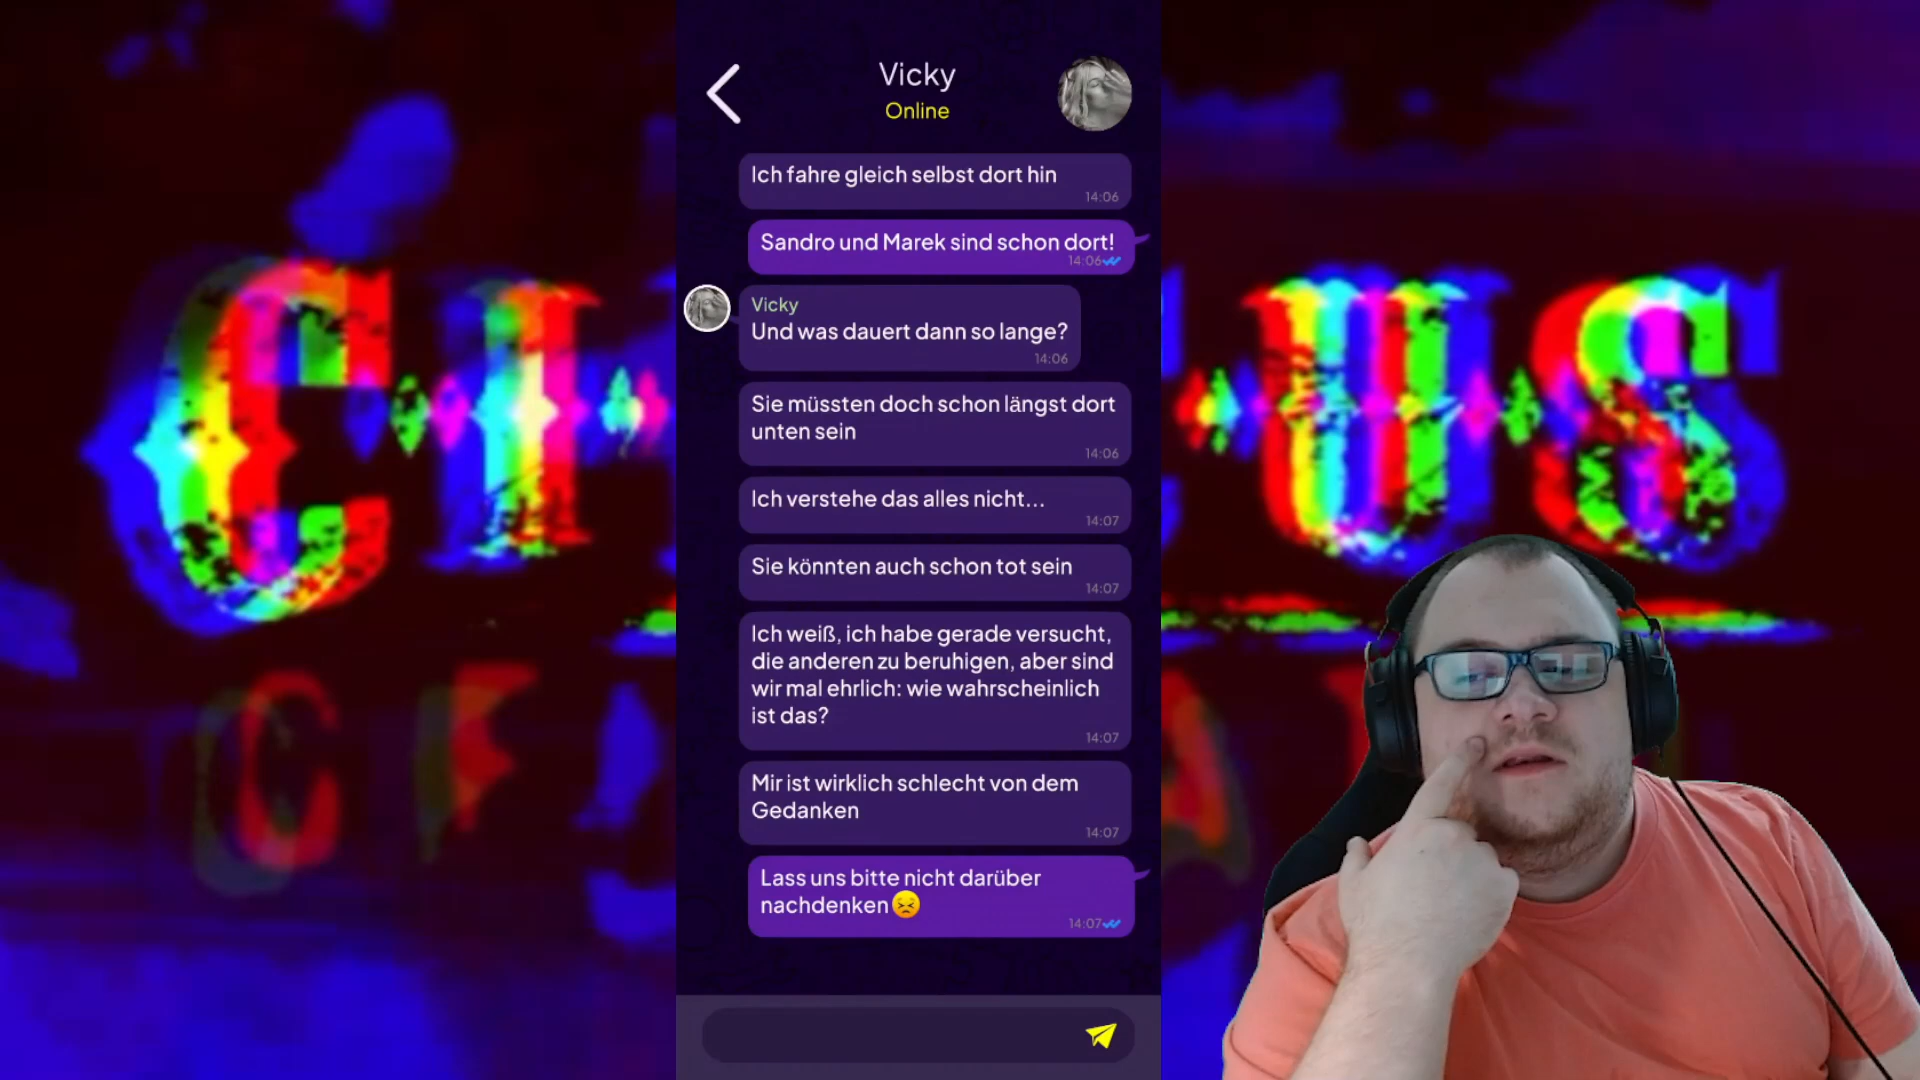 Vicky
Online
Ich fahre gleich selbst dort hin
14:06
Sandro und Marek sind schon dort!
14:06
Vicky
Und was dauert dann so lange?
14:06
Sie müssten doch schon längst dort
unten sein
14:06
Ich verstehe das alles nicht...
14:07
Sie könnten auch schon tot sein
14:07
Ich weiß, ich habe gerade versucht,
die anderen zu beruhigen, aber sind
wir mal ehrlich: wie wahrscheinlich
ist das?
14:07
Mir ist wirklich schlecht von dem
Gedanken
14:07
Lass uns bitte nicht darüber
nachdenken😣
14:07